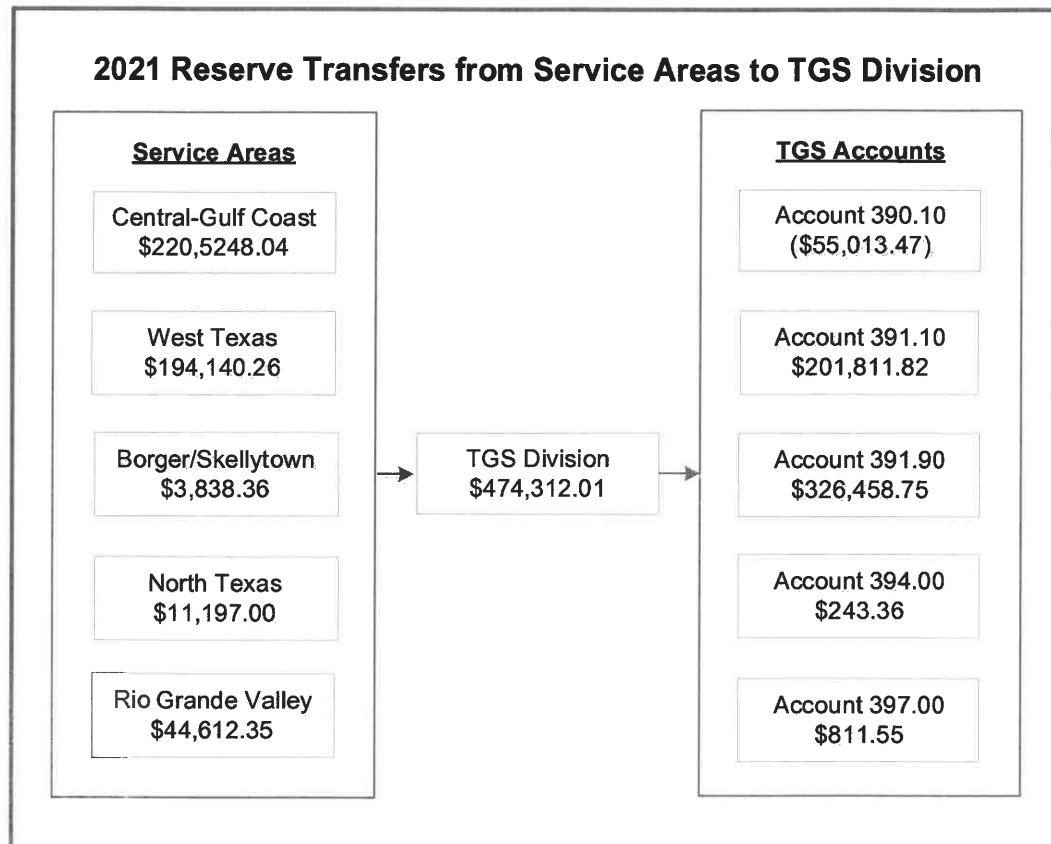 2021 Reserve Transfers from Service Areas to TGS Division
Service Areas
Central-Gulf Coast
$220,5248.04
West Texas
$194,140.26
Borger/Skellytown
$3,838.36
North Texas
$11,197.00
Rio Grande Valley
$44,612.35
TGS Division
$474,312.01
TGS Accounts
Account 390.10
($55,013.47)
Account 391.10
$201,811.82
Account 391.90
$326,458.75
Account 394.00
$243.36
Account 397.00
$811.55